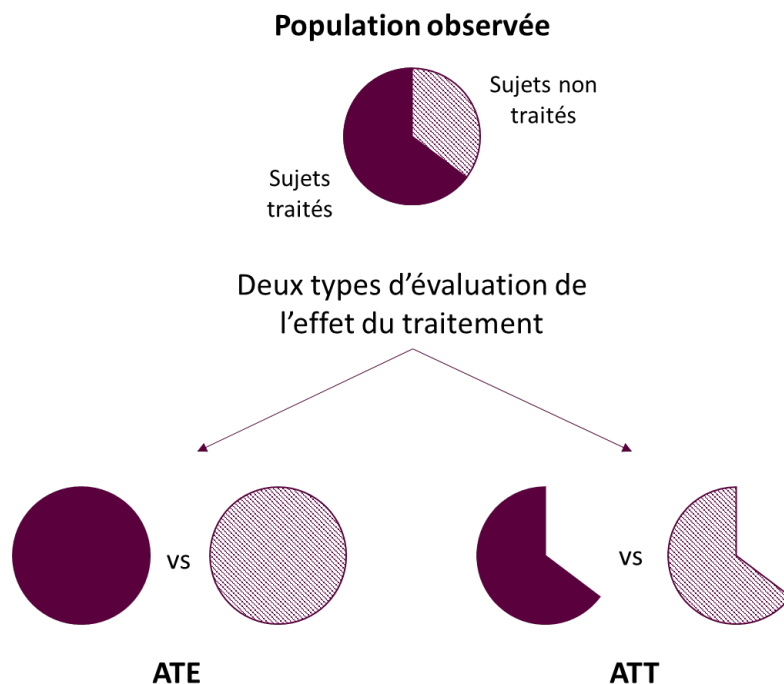 Population observée
Sujets non
traités
Sujets
traités
Deux types d’évaluation de
l’effet du traitement
vs
vs
ATE
ATT